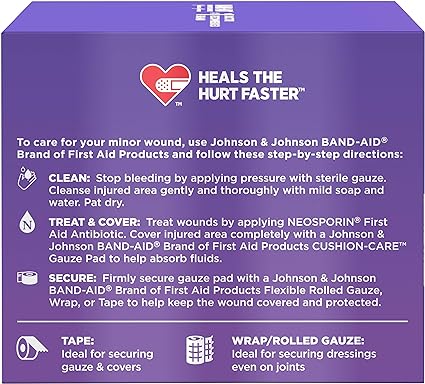 HEALS THE
HURT FASTER™
TM
To care for your minor wound, use Johnson & Johnson BAND-AID®
Brand of First Aid Products and follow these step-by-step directions:
CLEAN: Stop bleeding by applying pressure with sterile gauze.
Cleanse injured area gently and thoroughly with mild soap and
water. Pat dry.
N
TREAT & COVER: Treat wounds by applying NEOSPORIN® First
Aid Antibiotic. Cover injured area completely with a Johnson &
Johnson BAND-AID® Brand of First Aid Products CUSHION-CARE™
Gauze Pad to help absorb fluids.
SECURE: Firmly secure gauze pad with a Johnson & Johnson
BAND-AID® Brand of First Aid Products Flexible Rolled Gauze,
Wrap, or Tape to help keep the wound covered and protected.
TAPE:
Ideal for securing
gauze & covers
WRAP/ROLLED GAUZE:
Ideal for securing dressings
even on joints